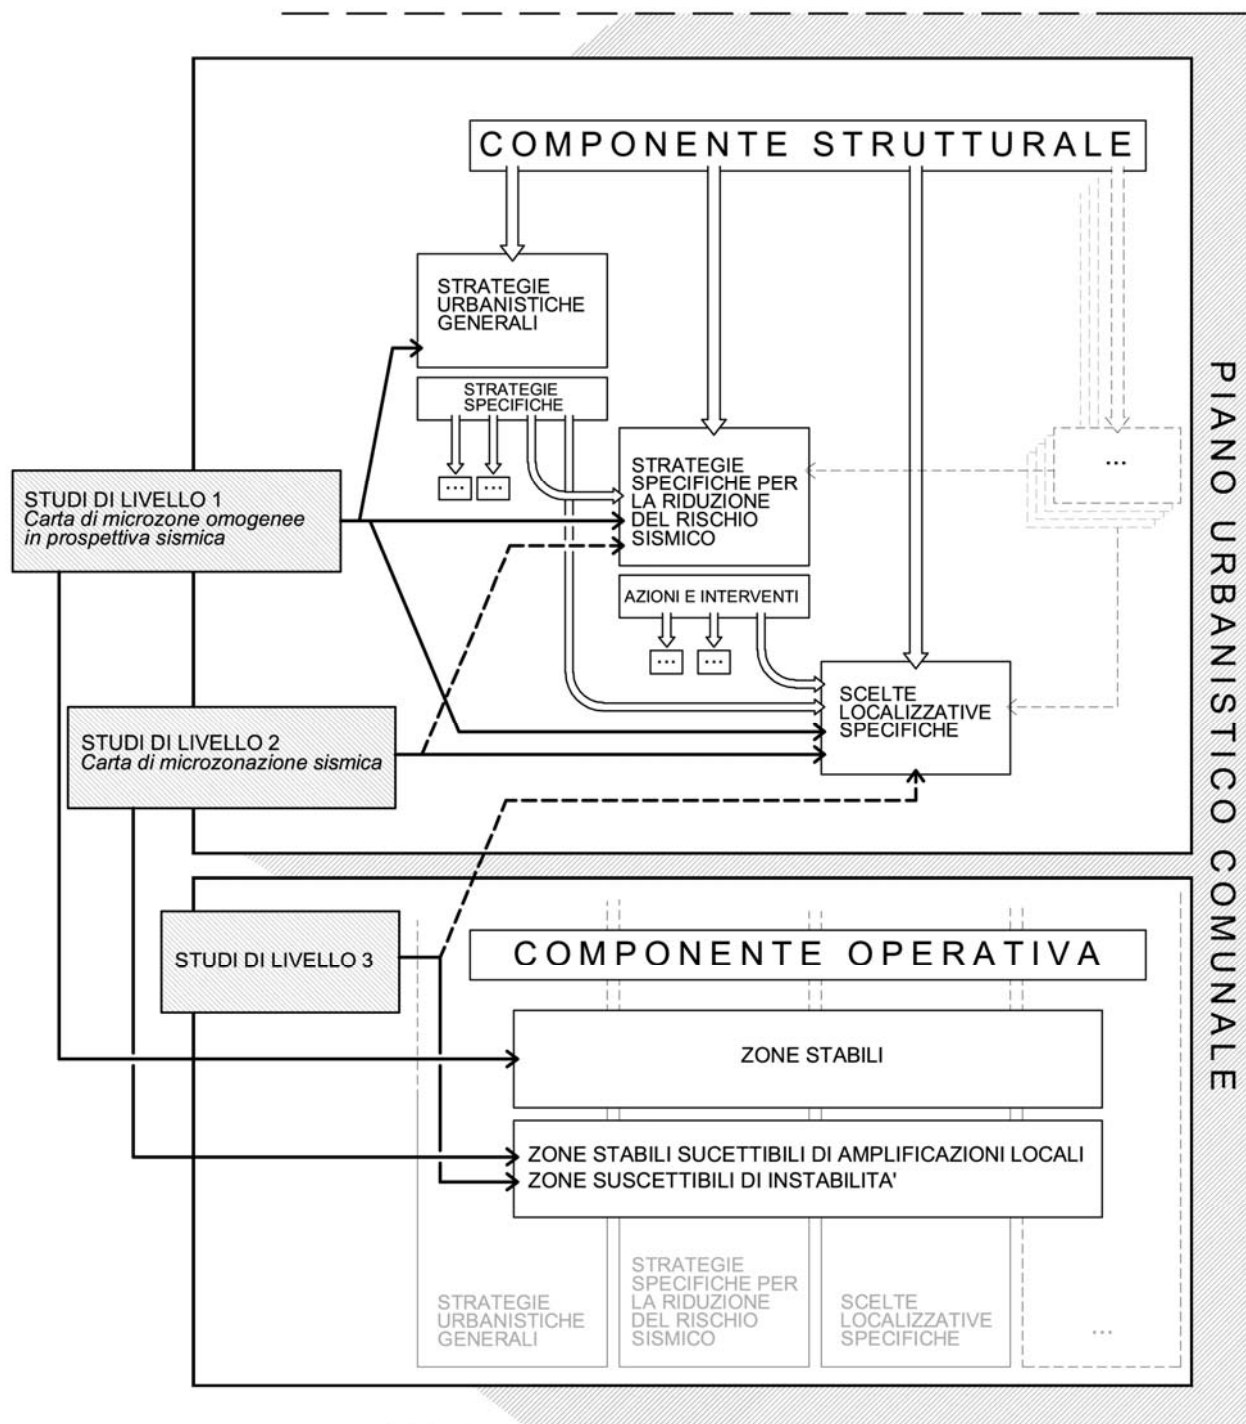 COMPONENTE STRUTTURALE
STRATEGIE
URBANISTICHE
GENERALI
STRATEGIE
SPECIFICHE
...
...
STRATEGIE
SPECIFICHE PER
LA RIDUZIONE
DEL RISCHIO
SISMICO
...
STUDI DI LIVELLO 1
Carta di microzone omogenee
in prospettiva sismica
AZIONI E INTERVENTI
...
...
SCELTE
LOCALIZZATIVE
SPECIFICHE
STUDI DI LIVELLO 2
Carta di microzonazione sismica
PIANO URBANISTICO COMUNALE
STUDI DI LIVELLO 3
COMPONENTE OPERATIVA
ZONE STABILI
ZONE STABILI SUCETTIBILI DI AMPLIFICAZIONI LOCALI
ZONE SUSCETTIBILI DI INSTABILITA'
STRATEGIE
URBANISTICHE
GENERALI
STRATEGIE
SPECIFICHE PER
LA RIDUZIONE
DEL RISCHIO
SISMICO
SCELTE
LOCALIZZATIVE
SPECIFICHE
...